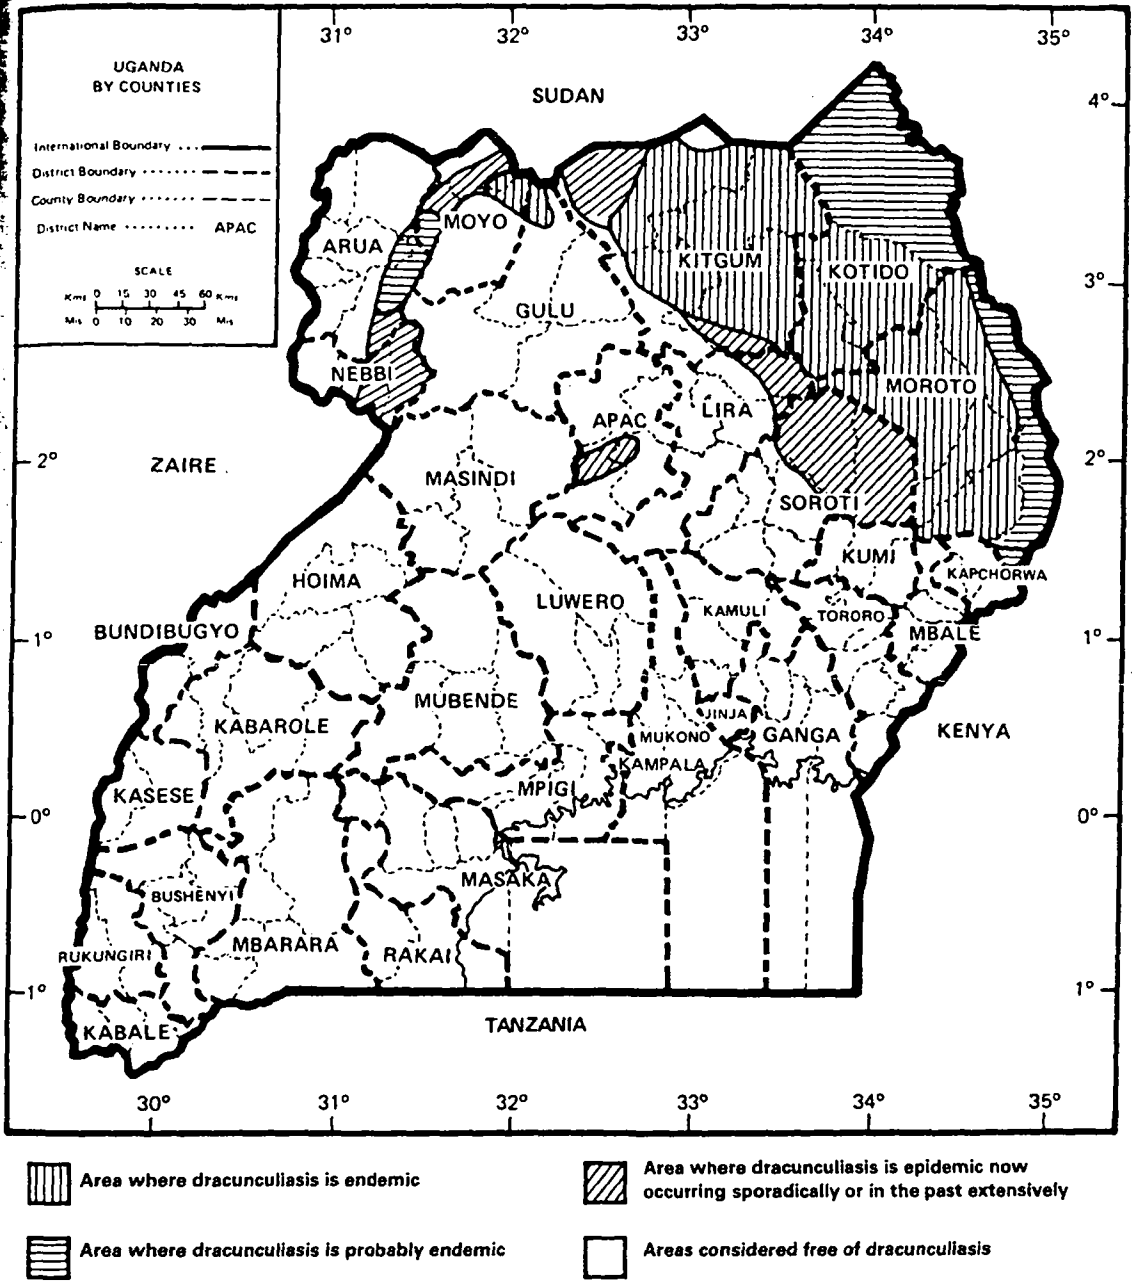 31° 32° 33° 34° 35°
UGANDA
BY COUNTIES
International Boundary
District Boundary
County Boundary
District Name APAC
SCALE
Kms 0 15 30 45 60 Kms
Mis 0 10 20 30 Mis
SUDAN
4°
MOYO
ARUA
KITGUM
KOTIDO
3°
GULU
NEBBI
MOROTO
LIRA
APAC
2° ZAIRE 2°
MASINDI
SOROTI
KUMI
KAPCHORWA
HOIMA
LUWERO
KAMULI
TORORO
BUNDIBUGYO
MBALE
1° 1°
MUBENDE
KABAROLE
JINJA
MUKONO
GANGA
KENYA
KAMPALA
MPIGI
KASESE
0° 0°
MASAKA
BUSHENYI
MBARARA
RUKUNGIRI
RAKAI
1° 1°
KABALE
TANZANIA
30° 31° 32° 33° 34° 35°
Area where dracunculiasis is endemic
Area where dracunculiasis is epidemic now
occurring sporadically or in the past extensively
Area where dracunculiasis is probably endemic
Areas considered free of dracunculiasis